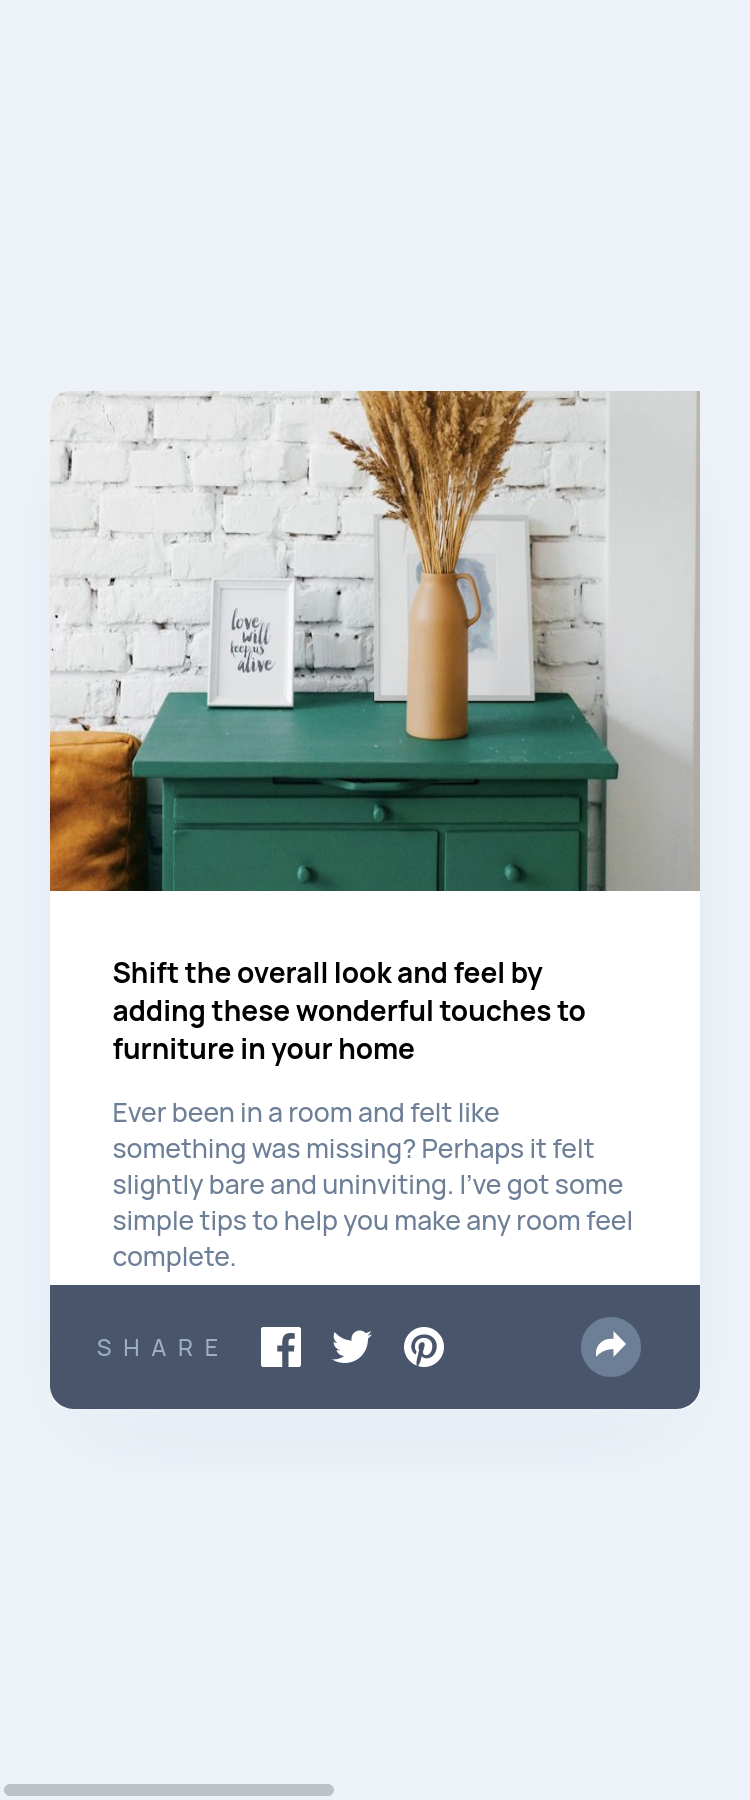 love
will
keep us
alive
Shift the overall look and feel by
adding these wonderful touches to
furniture in your home
Ever been in a room and felt like
something was missing? Perhaps it felt
slightly bare and uninviting. I’ve got some
simple tips to help you make any room feel
complete.
SHARE